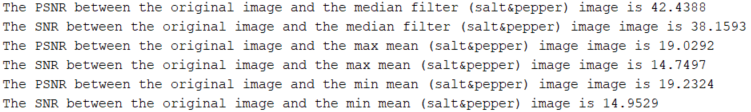 The PSNR between the original image and the median filter (salt&pepper) image is 42.4388
The SNR between the original image and the median filter (salt&pepper) image is 38.1593
The PSNR between the original image and the max mean (salt&pepper) image image is 19.0292
The SNR between the original image and the max mean (salt&pepper) image image is 14.7497
The PSNR between the original image and the min mean (salt&pepper) image image is 19.2324
The SNR between the original image and the min mean (salt&pepper) image is 14.9529